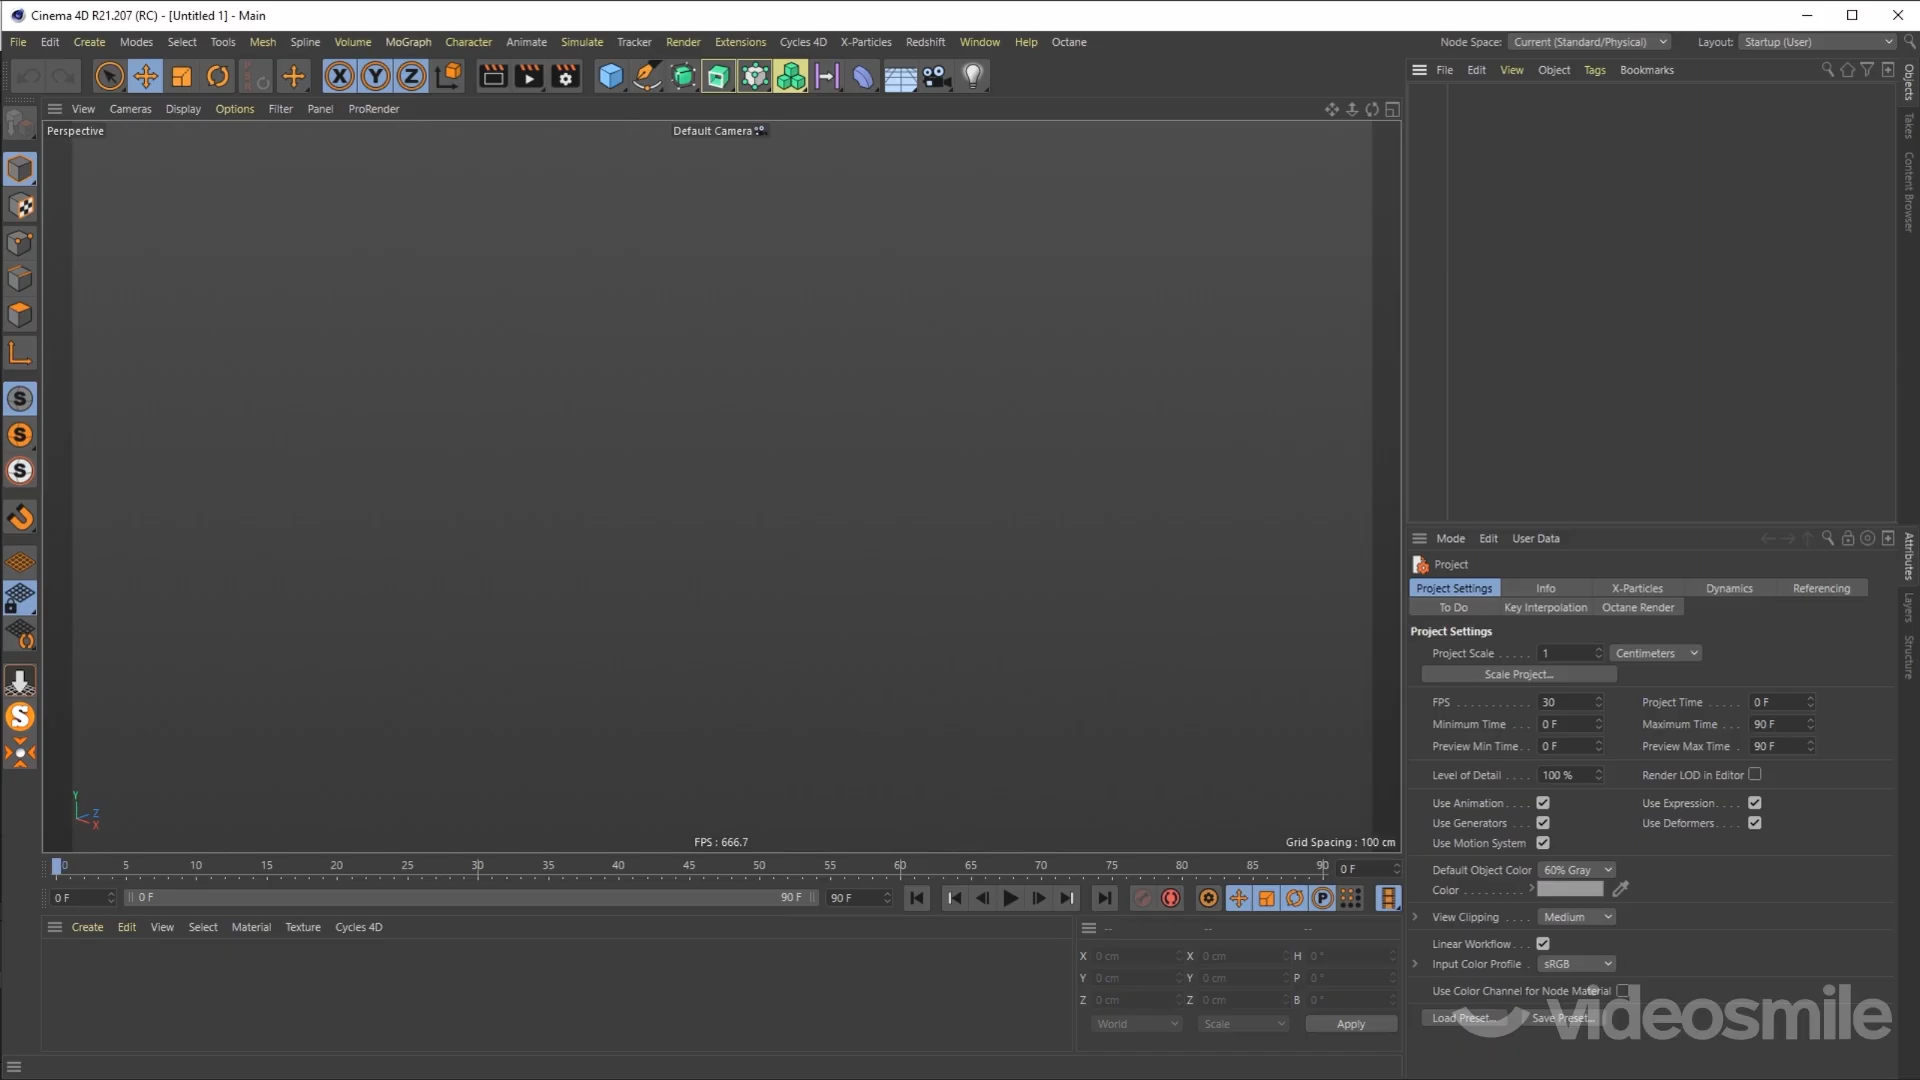 Cinema 4D R21.207 (RC) - [Untitled 1] - Main
File Edit Create Modes Select Tools Mesh Spline Volume MoGraph Character Animate Simulate Tracker Render Extensions Cycles 4D X-Particles Redshift Window Help Octane Node Space: Current (Standard/Physical) Layout: Startup (User)
X Y Z
File Edit View Object Tags Bookmarks
View Cameras Display Options Filter Panel ProRender
Perspective Default Camera
Objects
Takes
Content Browser
S
S
S
S
Mode Edit User Data
Attributes
Layers
Structure
Project
Project Settings Info X-Particles Dynamics Referencing
To Do Key Interpolation Octane Render
Project Settings
Project Scale . . . . . 1 Centimeters
Scale Project...
FPS . . . . . . . . . . . 30 Project Time . . . . . 0 F
Minimum Time . . . 0 F Maximum Time . . . 90 F
Preview Min Time. . 0 F Preview Max Time . 90 F
Level of Detail . . . . 100 % Render LOD in Editor
Use Animation. . . . Use Expression. . . .
Use Generators . . . Use Deformers. . . .
Use Motion System
Default Object Color 60% Gray
Color . . . . . . . . .
View Clipping . . . . Medium
Linear Workflow. . .
Input Color Profile . sRGB
Use Color Channel for Node Material
Load Preset... Save Preset...
videosmile
Y
Z
X
FPS : 666.7 Grid Spacing : 100 cm
0 5 10 15 20 25 30 35 40 45 50 55 60 65 70 75 80 85 90 0 F
0 F 0 F 90 F 90 F P
Create Edit View Select Material Texture Cycles 4D
-- -- --
X 0 cm X 0 cm H 0 °
Y 0 cm Y 0 cm P 0 °
Z 0 cm Z 0 cm B 0 °
World Scale Apply